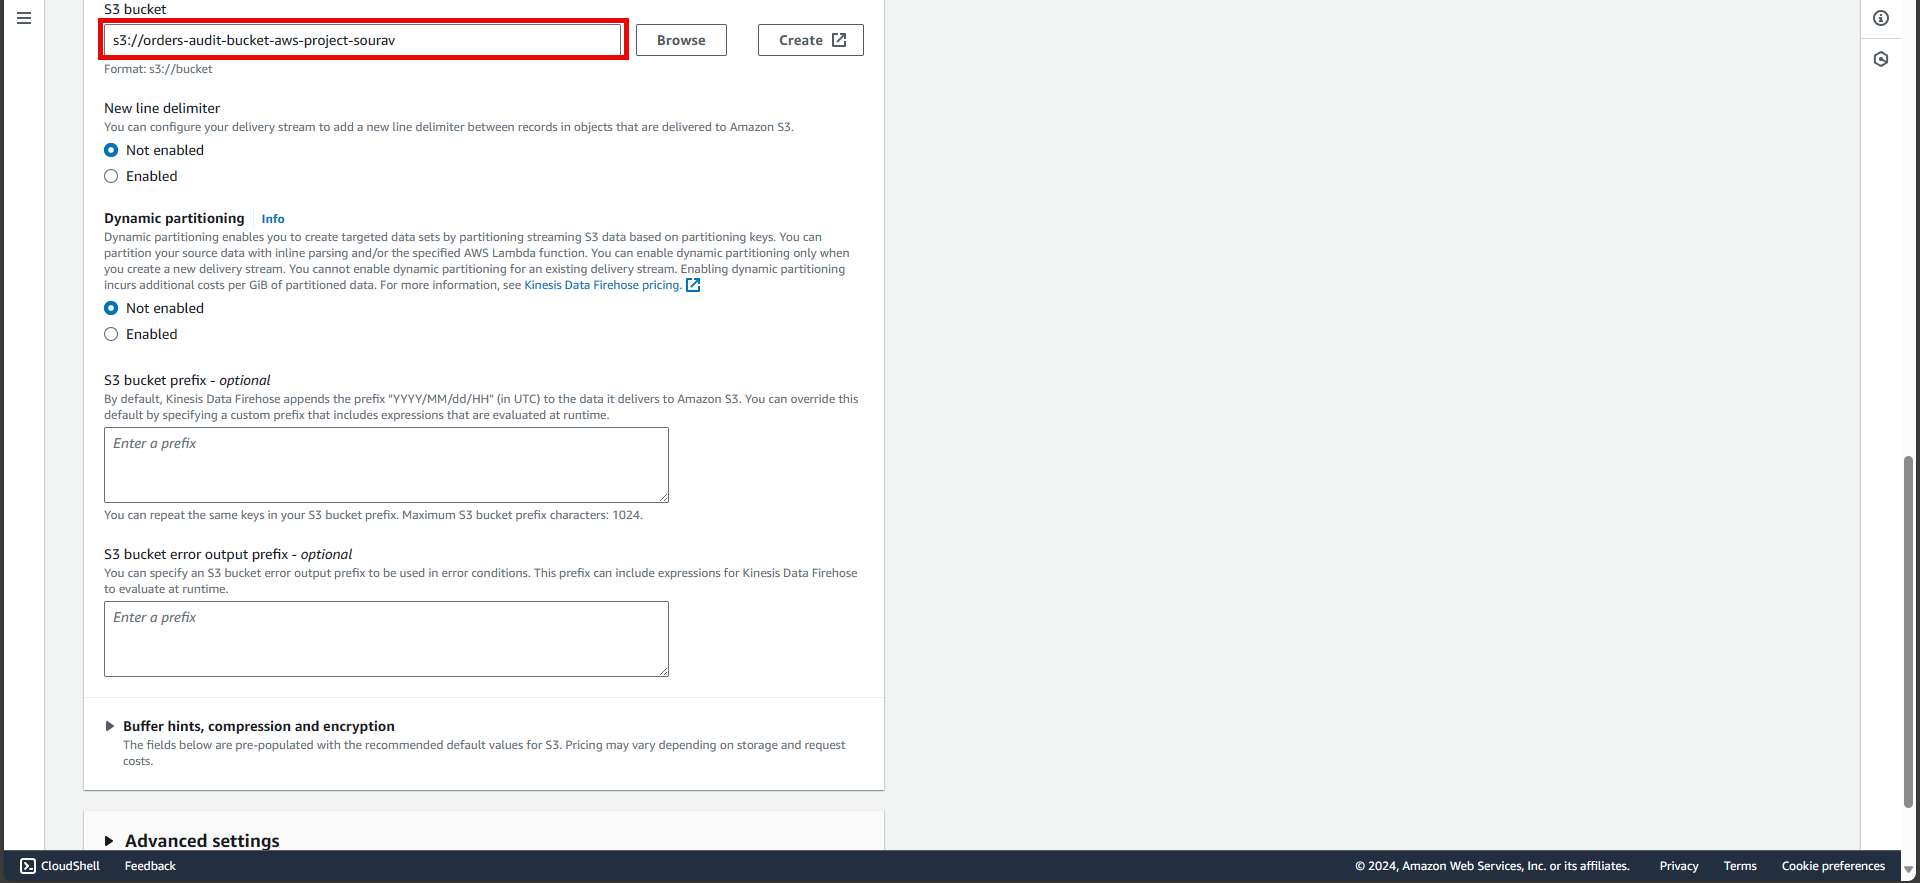 S3 bucket
s3://orders-audit-bucket-aws-project-sourav
Browse
Create
Format: s3://bucket
New line delimiter
You can configure your delivery stream to add a new line delimiter between records in objects that are delivered to Amazon S3.
Not enabled
Enabled
Dynamic partitioning Info
Dynamic partitioning enables you to create targeted data sets by partitioning streaming S3 data based on partitioning keys. You can
partition your source data with inline parsing and/or the specified AWS Lambda function. You can enable dynamic partitioning only when
you create a new delivery stream. You cannot enable dynamic partitioning for an existing delivery stream. Enabling dynamic partitioning
incurs additional costs per GiB of partitioned data. For more information, see Kinesis Data Firehose pricing.
Not enabled
Enabled
S3 bucket prefix - optional
By default, Kinesis Data Firehose appends the prefix "YYYY/MM/dd/HH" (in UTC) to the data it delivers to Amazon S3. You can override this
default by specifying a custom prefix that includes expressions that are evaluated at runtime.
Enter a prefix
You can repeat the same keys in your S3 bucket prefix. Maximum S3 bucket prefix characters: 1024.
S3 bucket error output prefix - optional
You can specify an S3 bucket error output prefix to be used in error conditions. This prefix can include expressions for Kinesis Data Firehose
to evaluate at runtime.
Enter a prefix
Buffer hints, compression and encryption
The fields below are pre-populated with the recommended default values for S3. Pricing may vary depending on storage and request
costs.
Advanced settings
CloudShell Feedback © 2024, Amazon Web Services, Inc. or its affiliates. Privacy Terms Cookie preferences